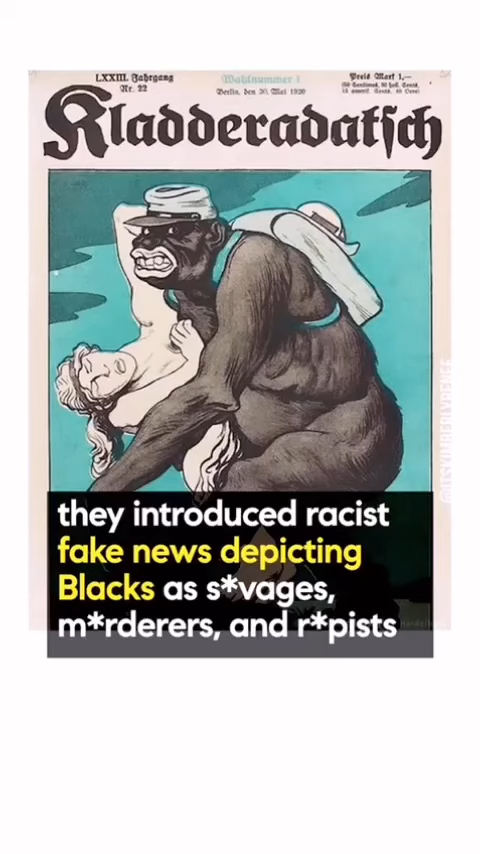 LXXIII. Jahrgang
Nr. 22
Wahlnummer 1
Berlin, den 30. Mai 1920
Preis Mark 1,—
Kladderadatsch
@ITSKIMBERLYRENEE
they introduced racist
fake news depicting
Blacks as s*vages,
m*rderers, and r*pists